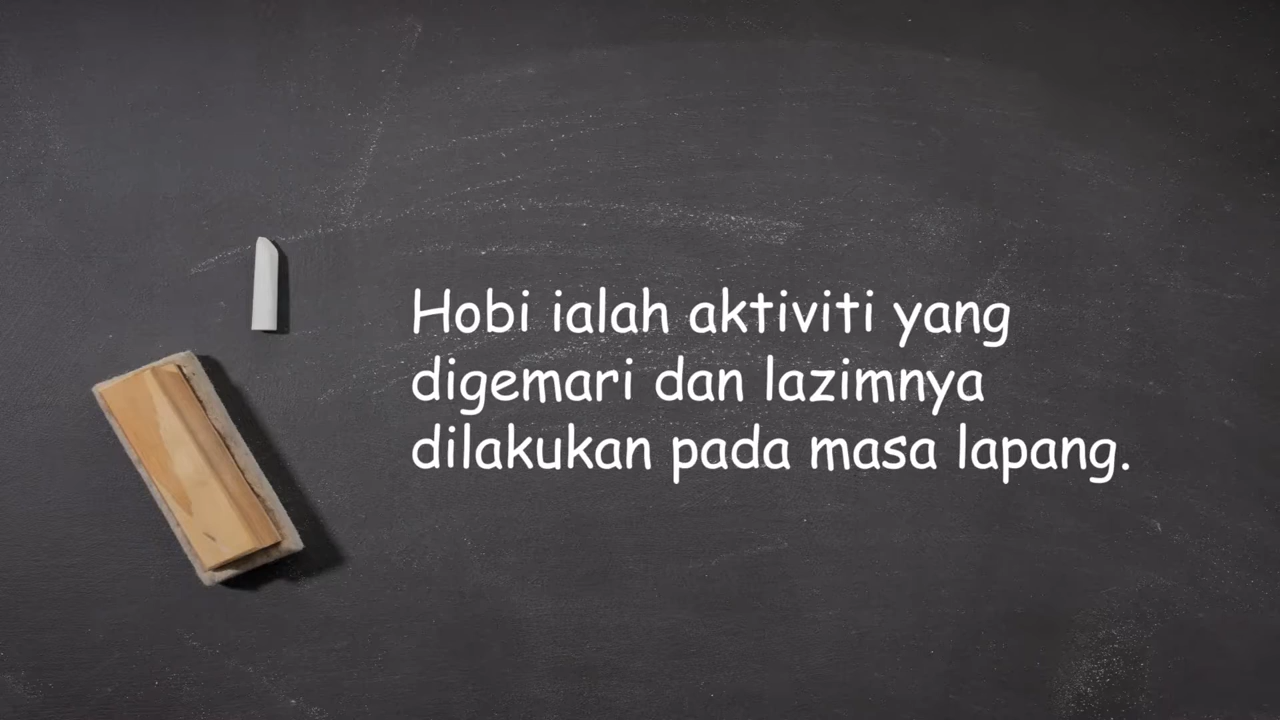 Hobi ialah aktiviti yang
digemari dan lazimnya
dilakukan pada masa lapang.